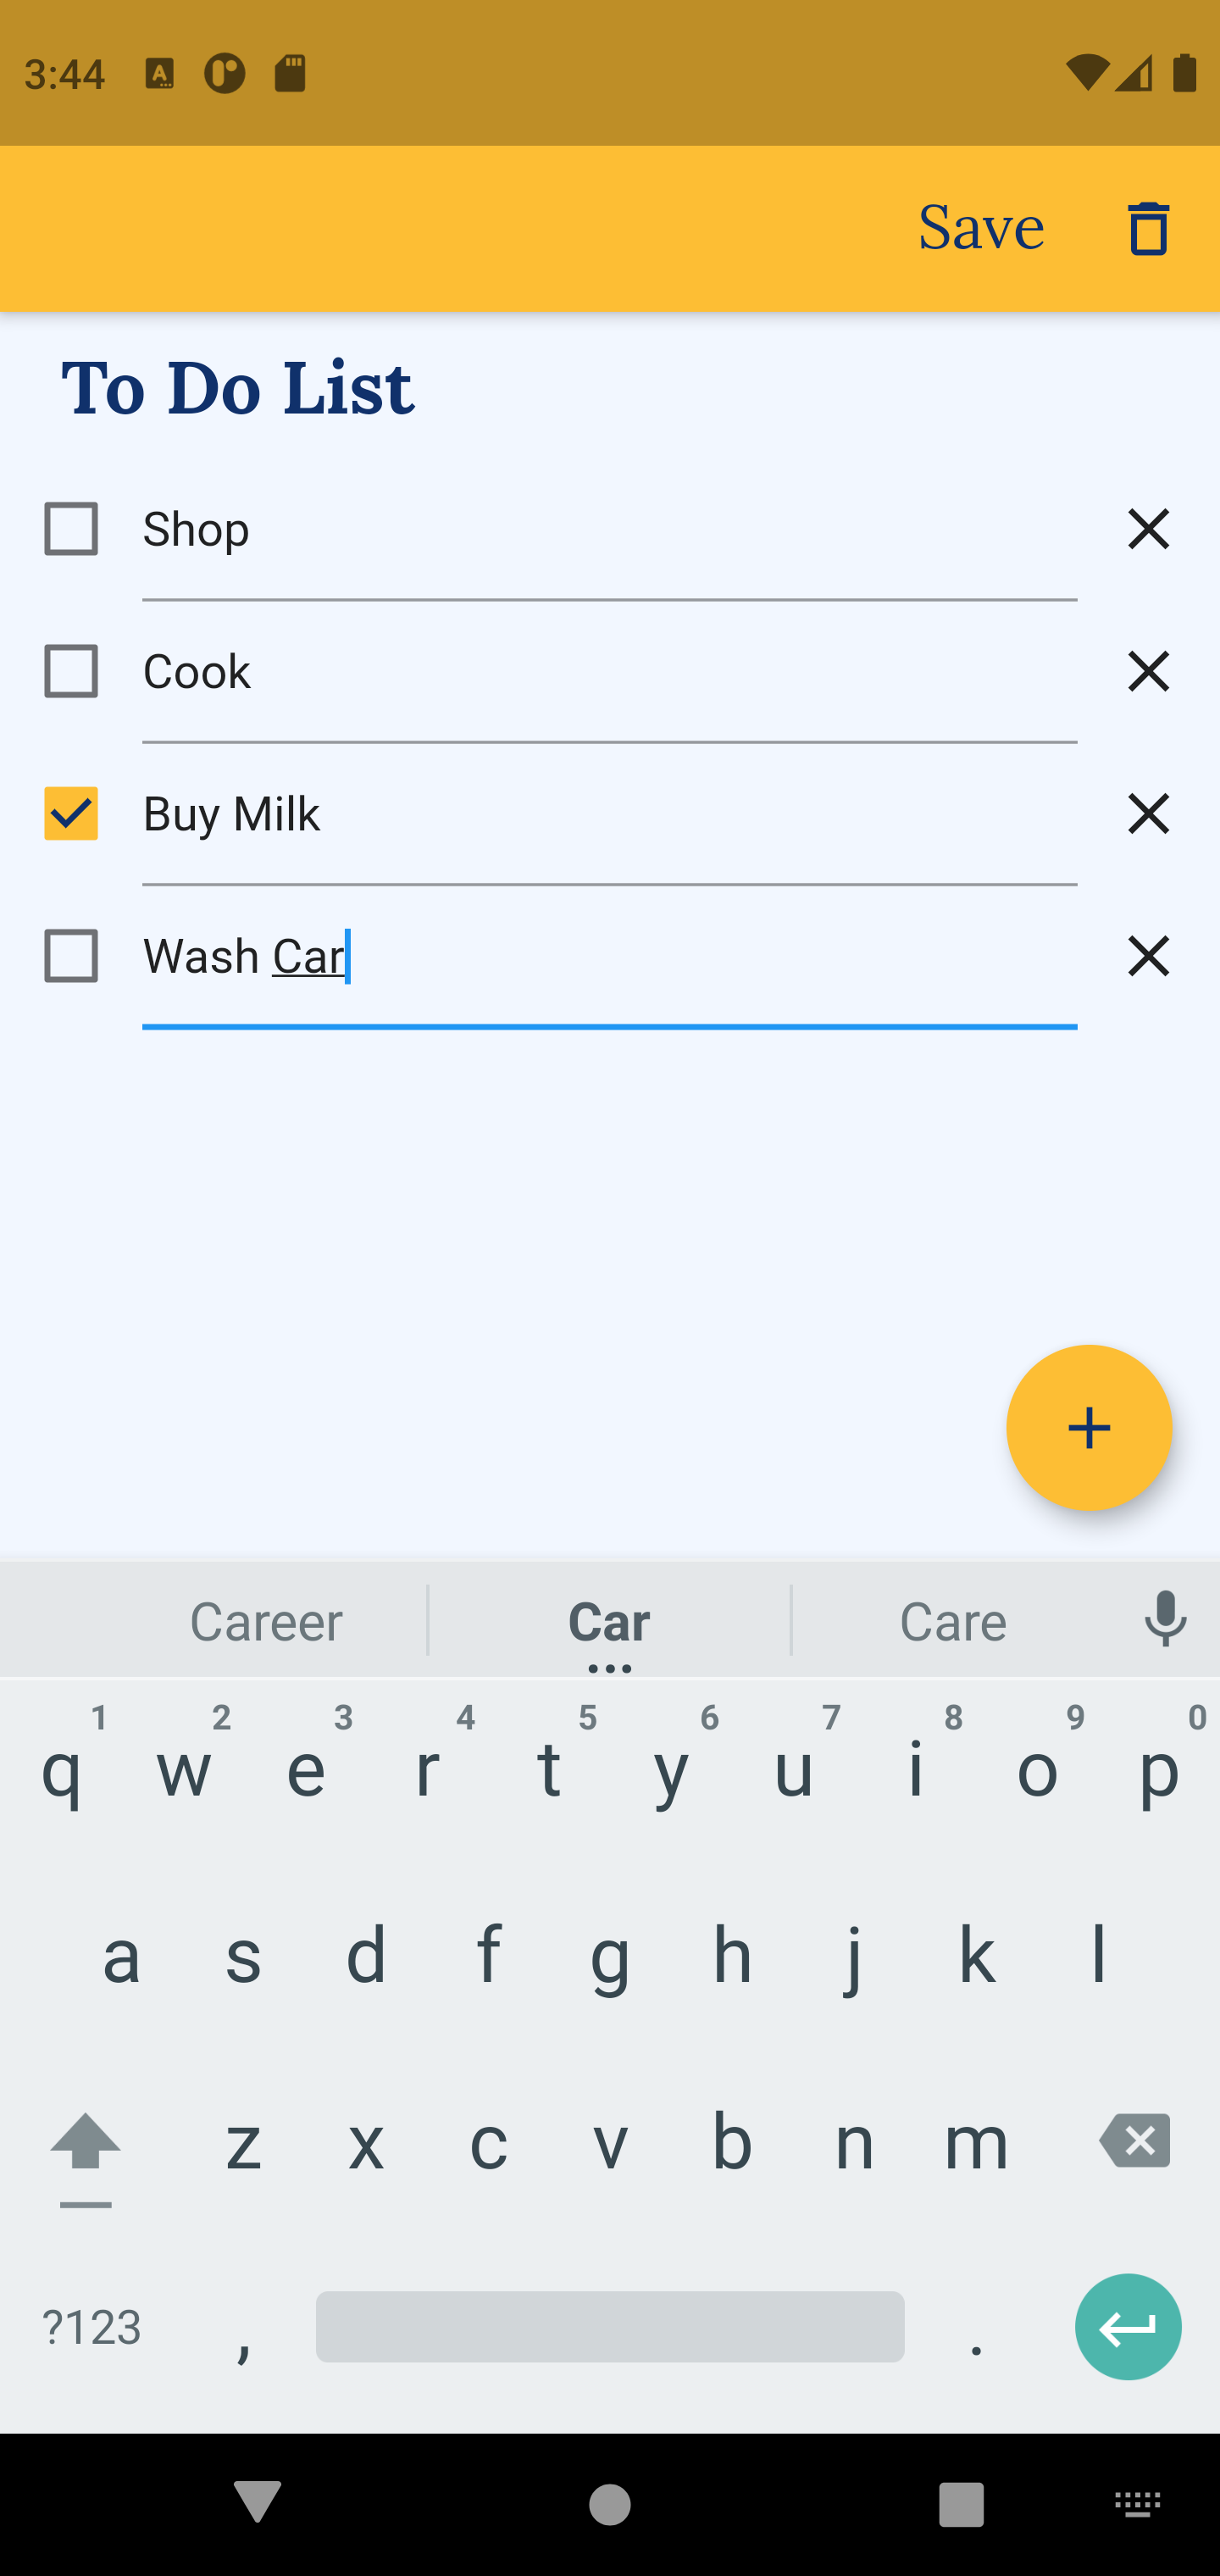 3:44
Save
To Do List
Shop
Cook
Buy Milk
Wash Car
Career Car Care
1 2 3 4 5 6 7 8 9 0
q w e r t y u i o p
a s d f g h j k l
z x c v b n m
?123 , .